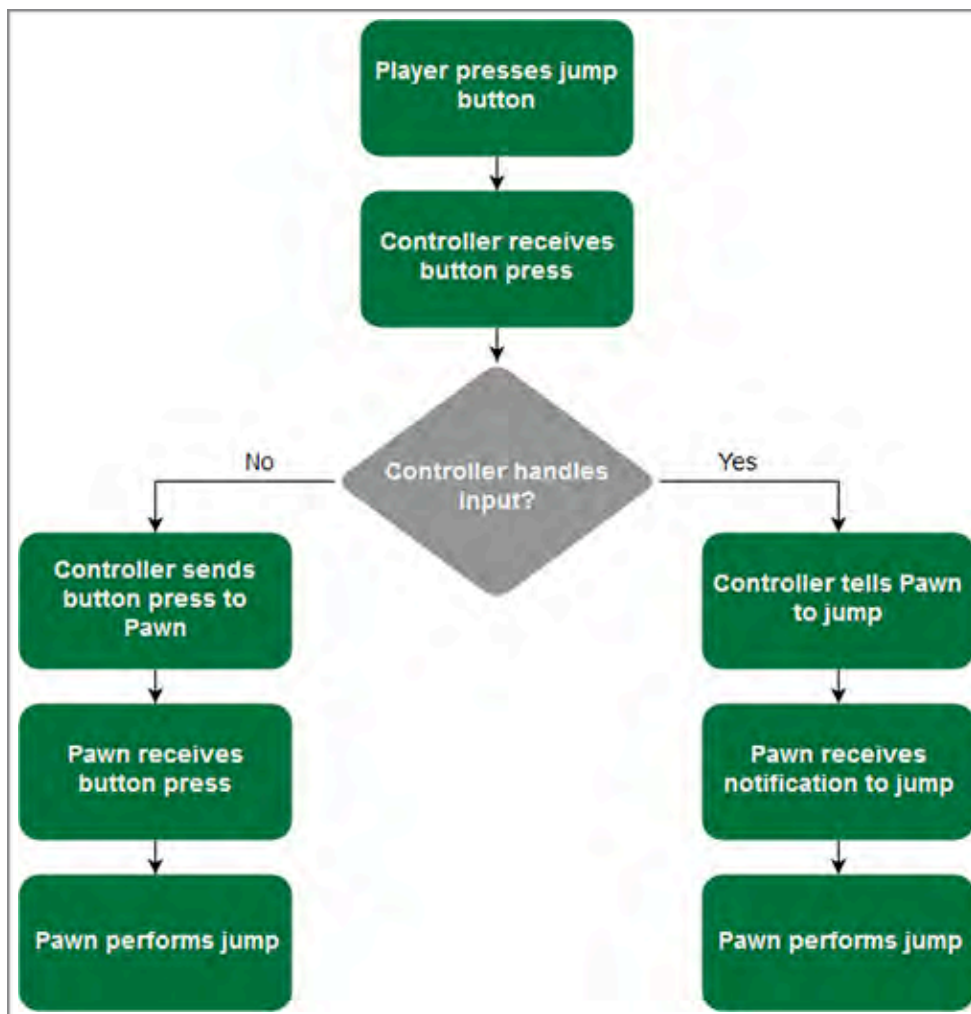 Player presses jump
button
Controller receives
button press
Controller handles
input?
No
Yes
Controller sends
button press to
Pawn
Controller tells Pawn
to jump
Pawn receives
button press
Pawn receives
notification to jump
Pawn performs jump
Pawn performs jump